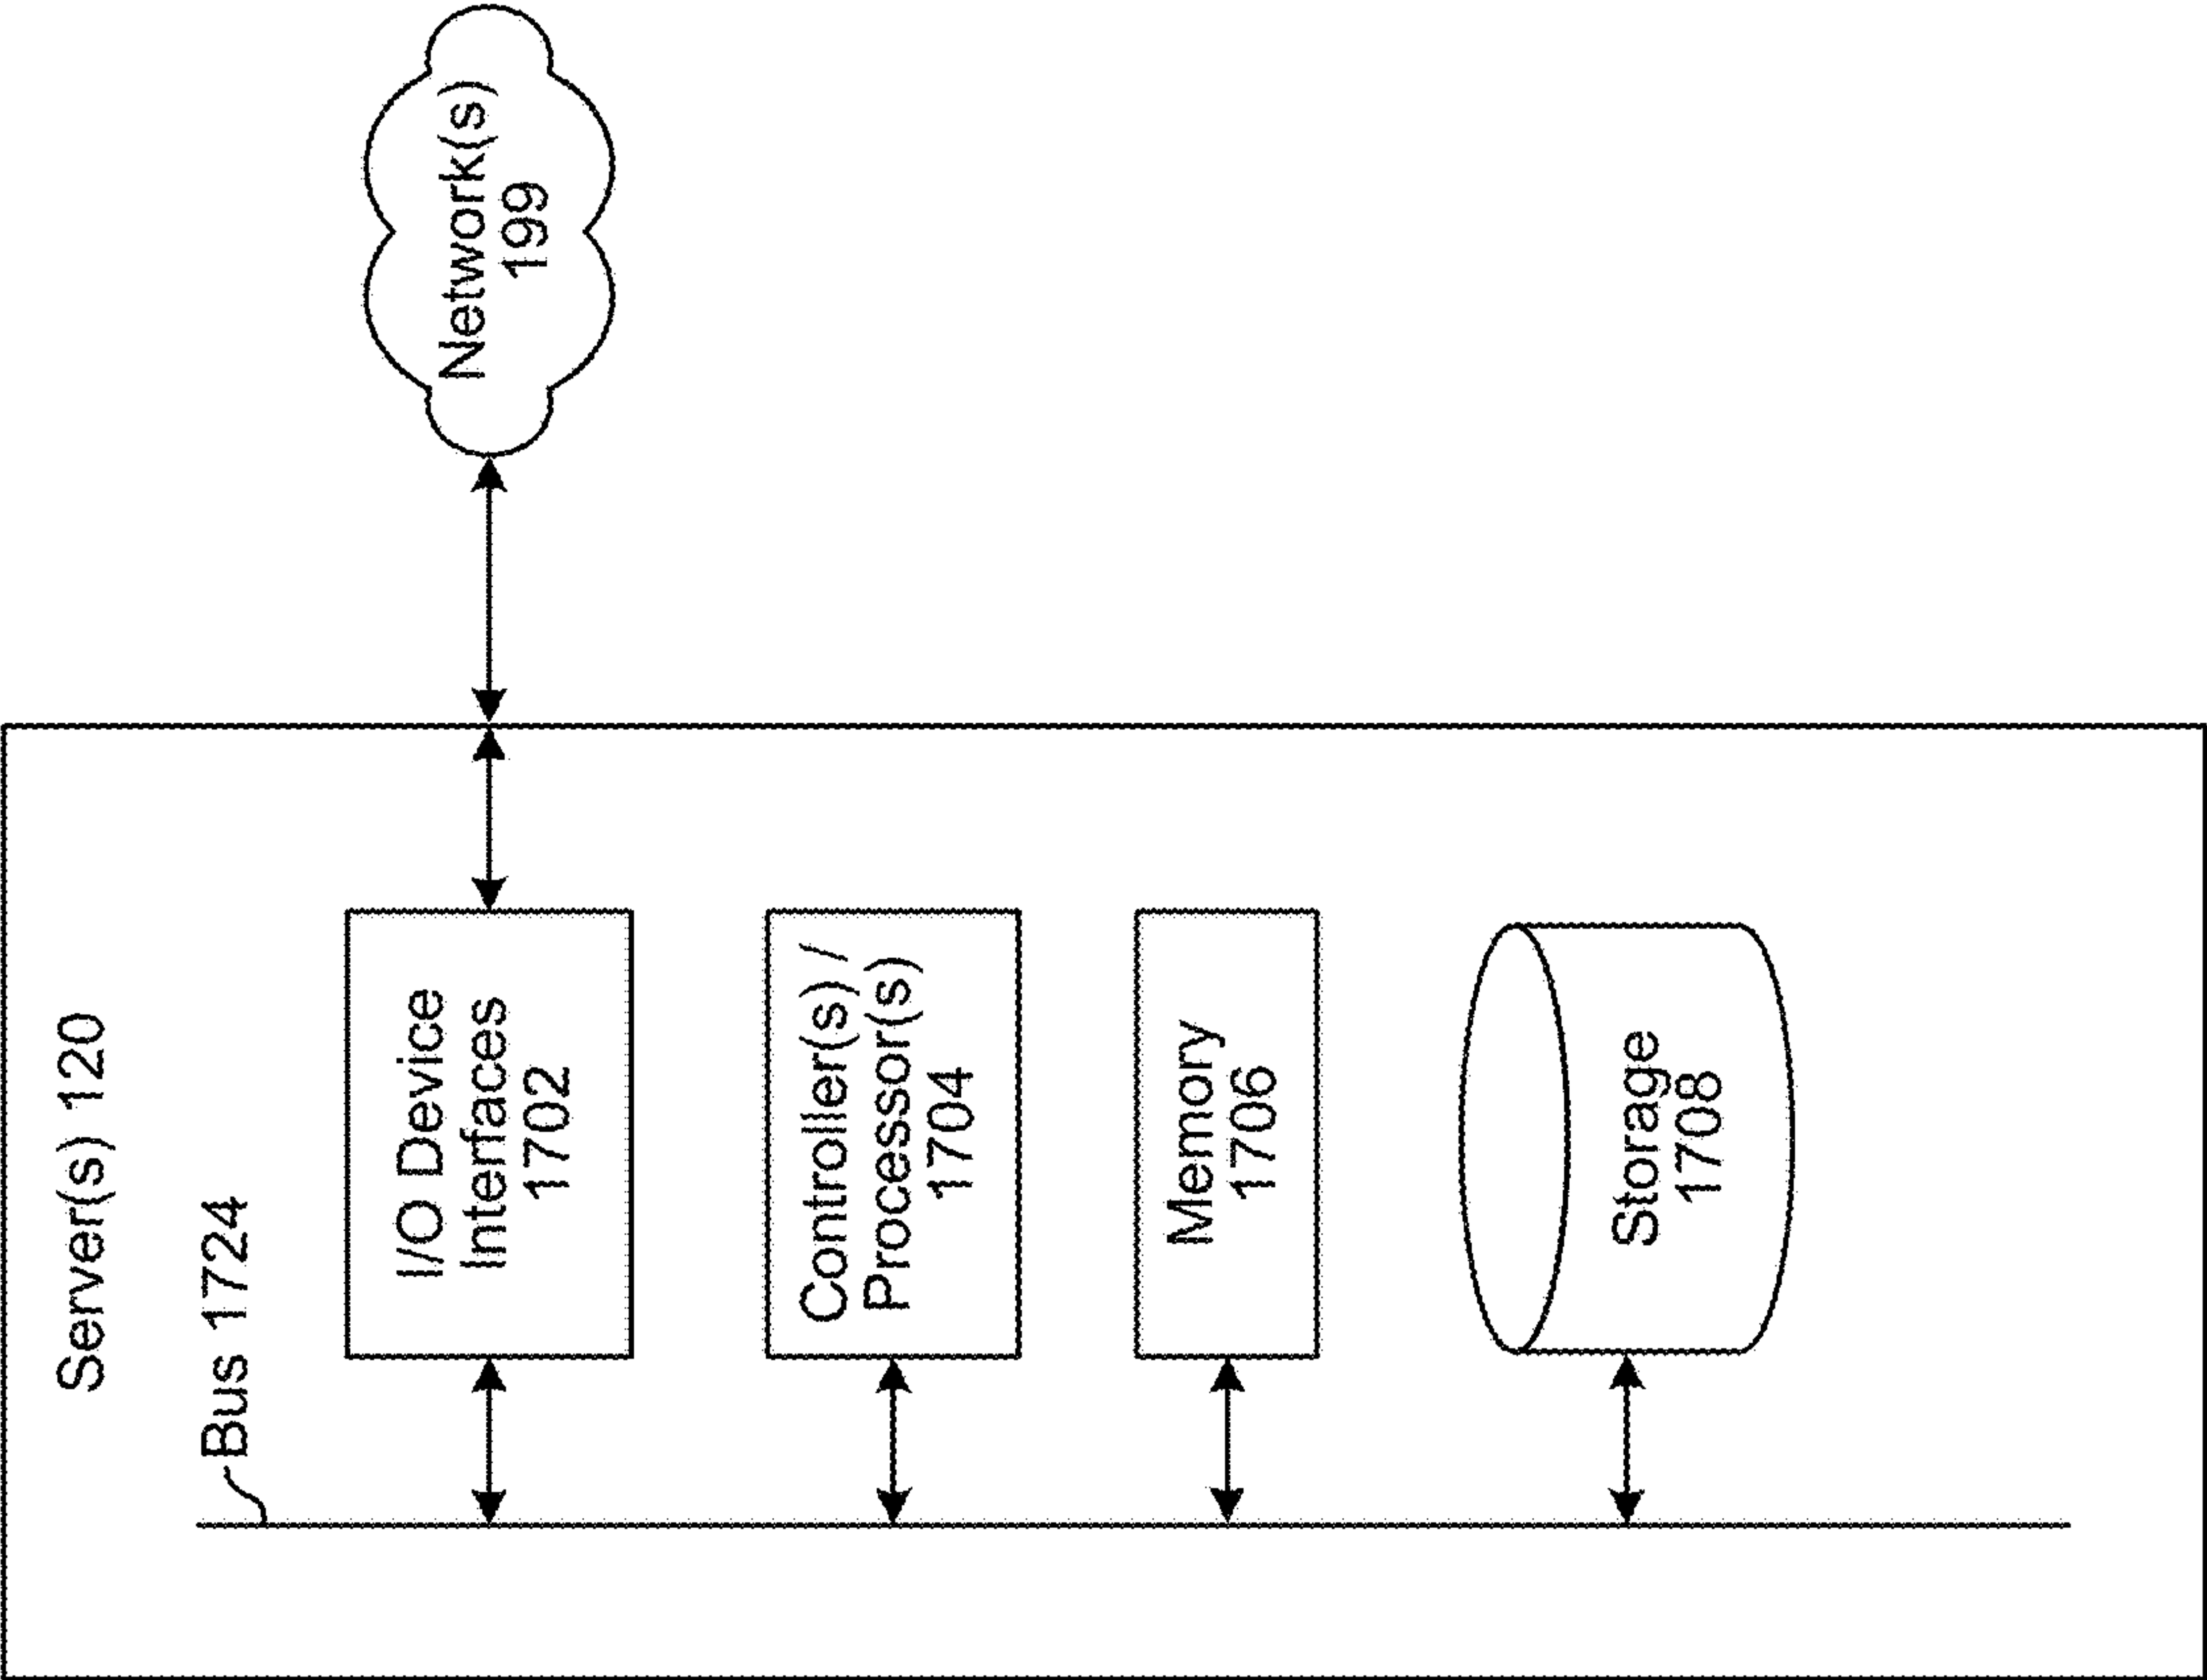 Server(s) 120
Bus 1724
I/O Device
Interfaces
1702
Network(s)
199
Controller(s) /
Processor(s)
1704
Memory
1706
Storage
1708